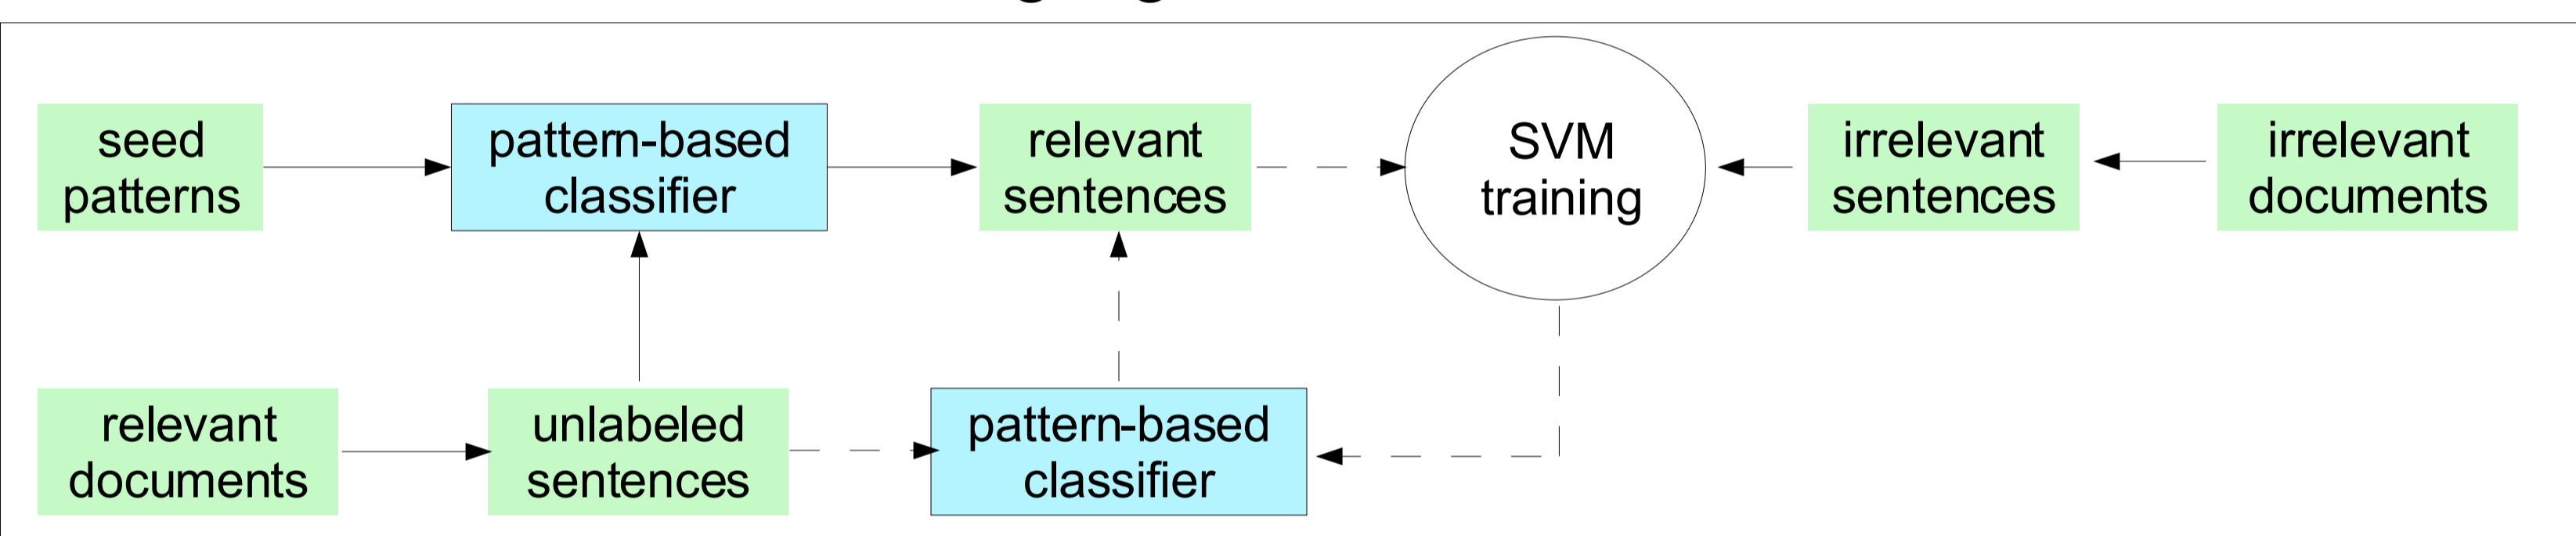 seed
patterns
pattern-based
classifier
relevant
sentences
SVM
training
irrelevant
sentences
irrelevant
documents
relevant
documents
unlabeled
sentences
pattern-based
classifier